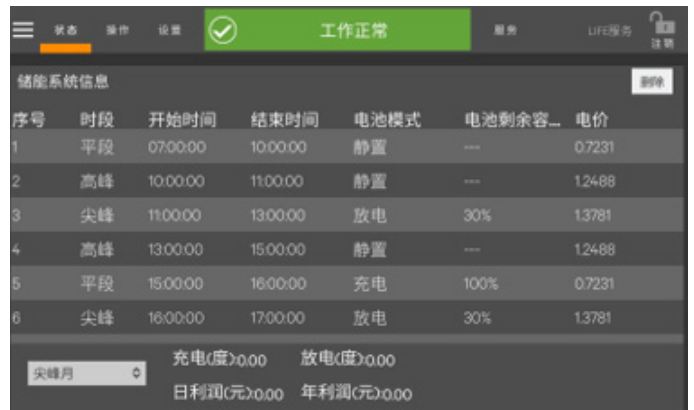 状态 操作 设置 工作正常 服务 LIFE服务 注销
储能系统信息 删除
序号 时段 开始时间 结束时间 电池模式 电池剩余容... 电价
1 平段 07:00:00 10:00:00 静置 --- 0.7231
2 高峰 10:00:00 11:00:00 静置 --- 1.2488
3 尖峰 11:00:00 13:00:00 放电 30% 1.3781
4 高峰 13:00:00 15:00:00 静置 --- 1.2488
5 平段 15:00:00 16:00:00 充电 100% 0.7231
6 尖峰 16:00:00 17:00:00 放电 30% 1.3781
尖峰月 充电(度):0.00 放电(度):0.00
日利润(元):0.00 年利润(元):0.00